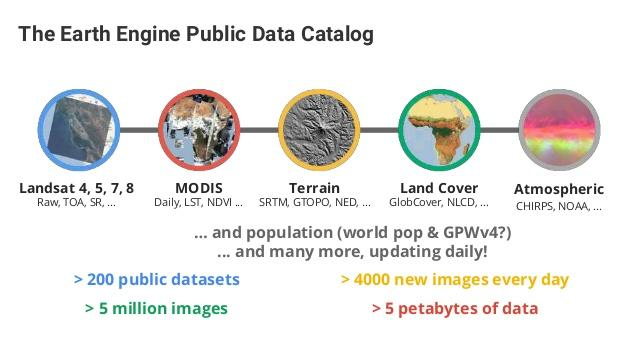 The Earth Engine Public Data Catalog
Landsat 4, 5, 7, 8
Raw, TOA, SR, ...
MODIS
Daily, LST, NDVI ...
Terrain
SRTM, GTOPO, NED, ...
Land Cover
GlobCover, NLCD, ...
Atmospheric
CHIRPS, NOAA, ...
... and population (world pop & GPWv4?)
... and many more, updating daily!
> 200 public datasets
> 4000 new images every day
> 5 million images
> 5 petabytes of data